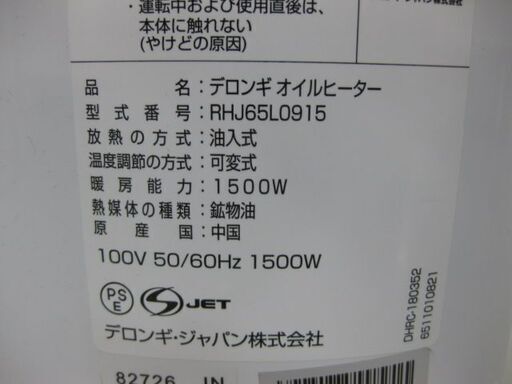 ・運転中および使用直後は、
本体に触れない
(やけどの原因)
品名：デロンギ オイルヒーター
型式番号：RHJ65L0915
放熱の方式：油入式
温度調節の方式：可変式
暖房能力：1500W
熱媒体の種類：鉱物油
原産国：中国
100V 50/60Hz 1500W
PS
E
S JET
デロンギ・ジャパン株式会社
DHRC-180352
6511010821
82726 IN